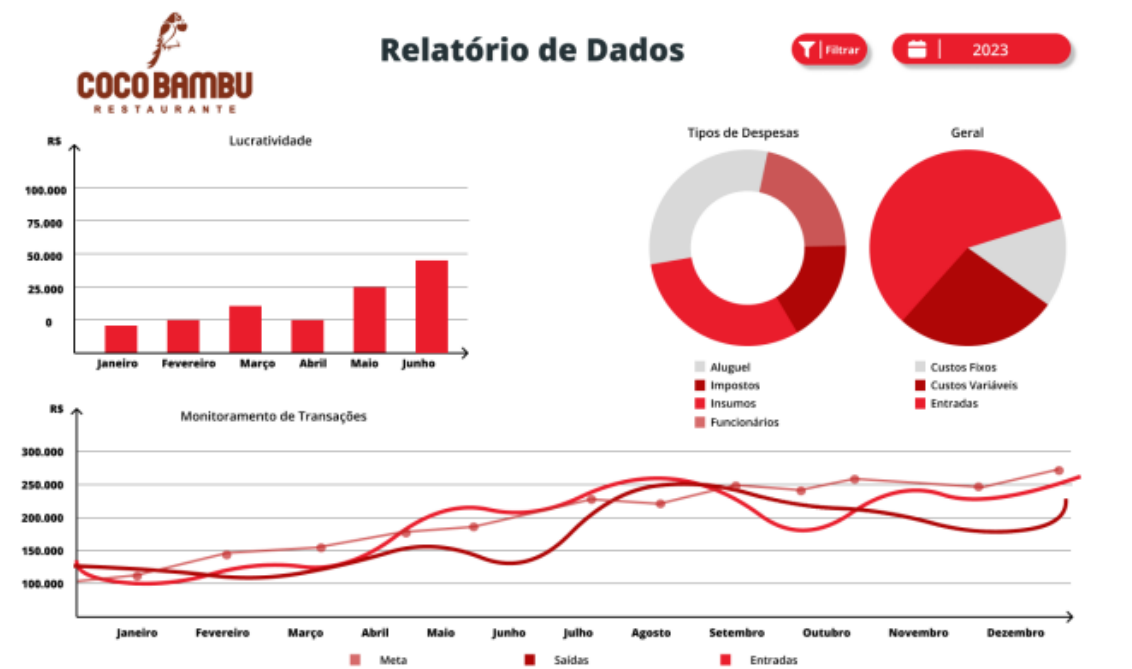 COCO BAMBU
RESTAURANTE
Relatório de Dados
Filtrar
2023
Lucratividade
R$
100.000
75.000
50.000
25.000
0
Janeiro Fevereiro Março Abril Maio Junho
Tipos de Despesas
Aluguel
Impostos
Insumos
Funcionários
Geral
Custos Fixos
Custos Variáveis
Entradas
Monitoramento de Transações
R$
300.000
250.000
200.000
150.000
100.000
Janeiro Fevereiro Março Abril Maio Junho Julho Agosto Setembro Outubro Novembro Dezembro
Meta Saídas Entradas